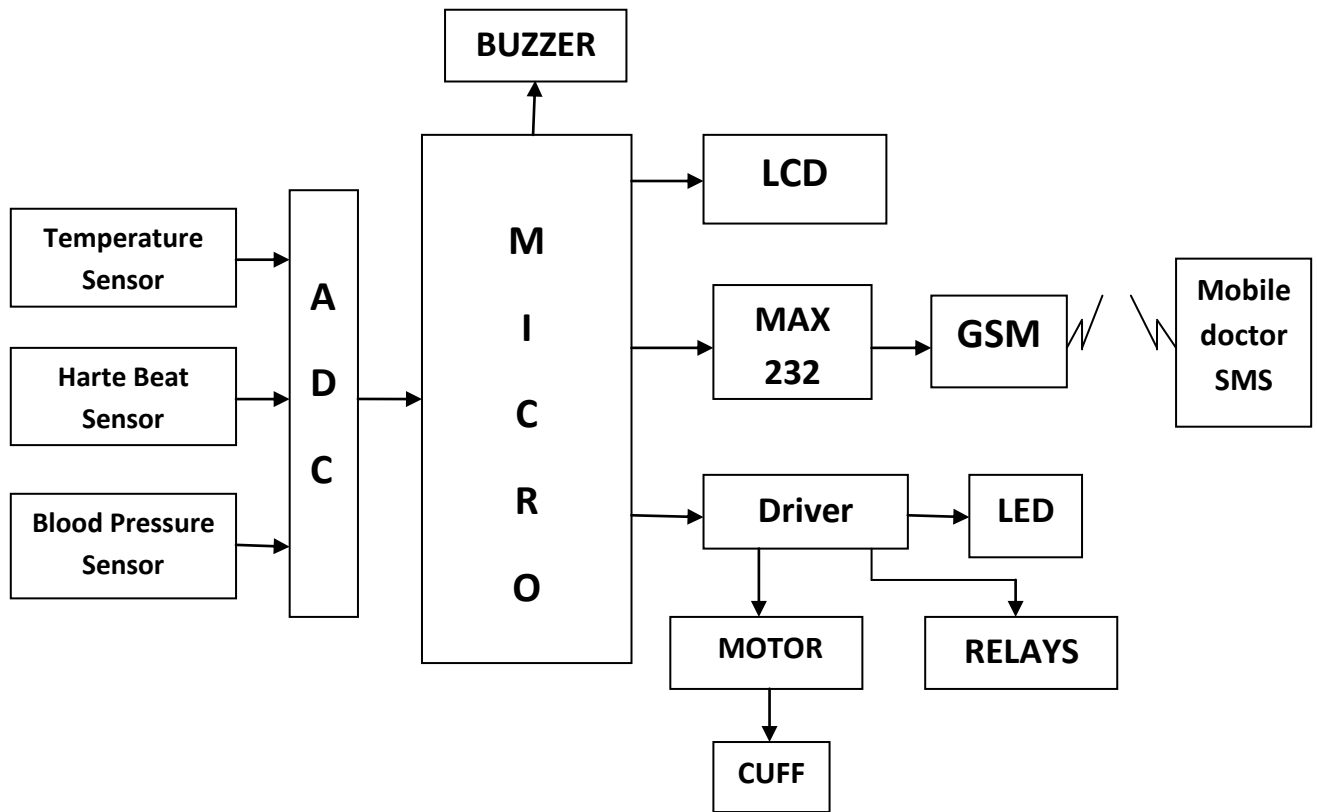 BUZZER
LCD
Temperature
Sensor
Harte Beat
Sensor
Blood Pressure
Sensor
A
D
C
M
I
C
R
O
MAX
232
GSM
Mobile
doctor
SMS
Driver
LED
MOTOR
RELAYS
CUFF